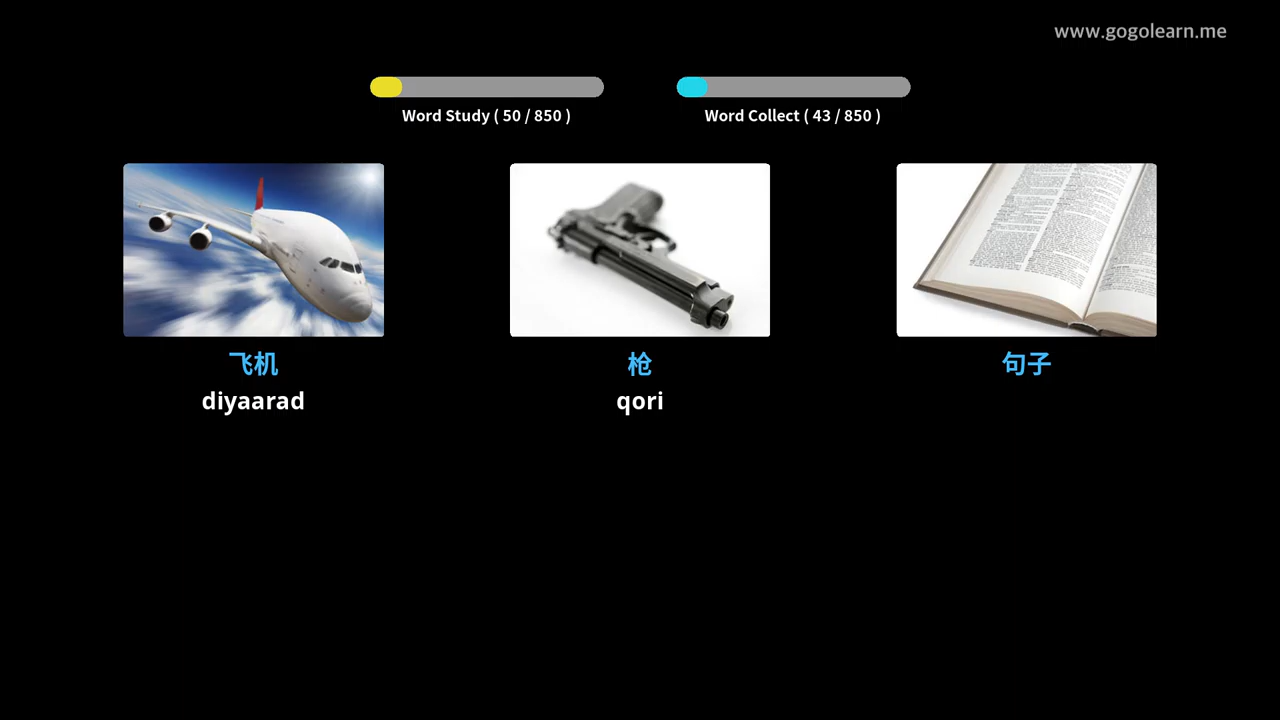 www.gogolearn.me
Word Study ( 50 / 850 )
Word Collect ( 43 / 850 )
飞机
diyaarad
枪
qori
句子